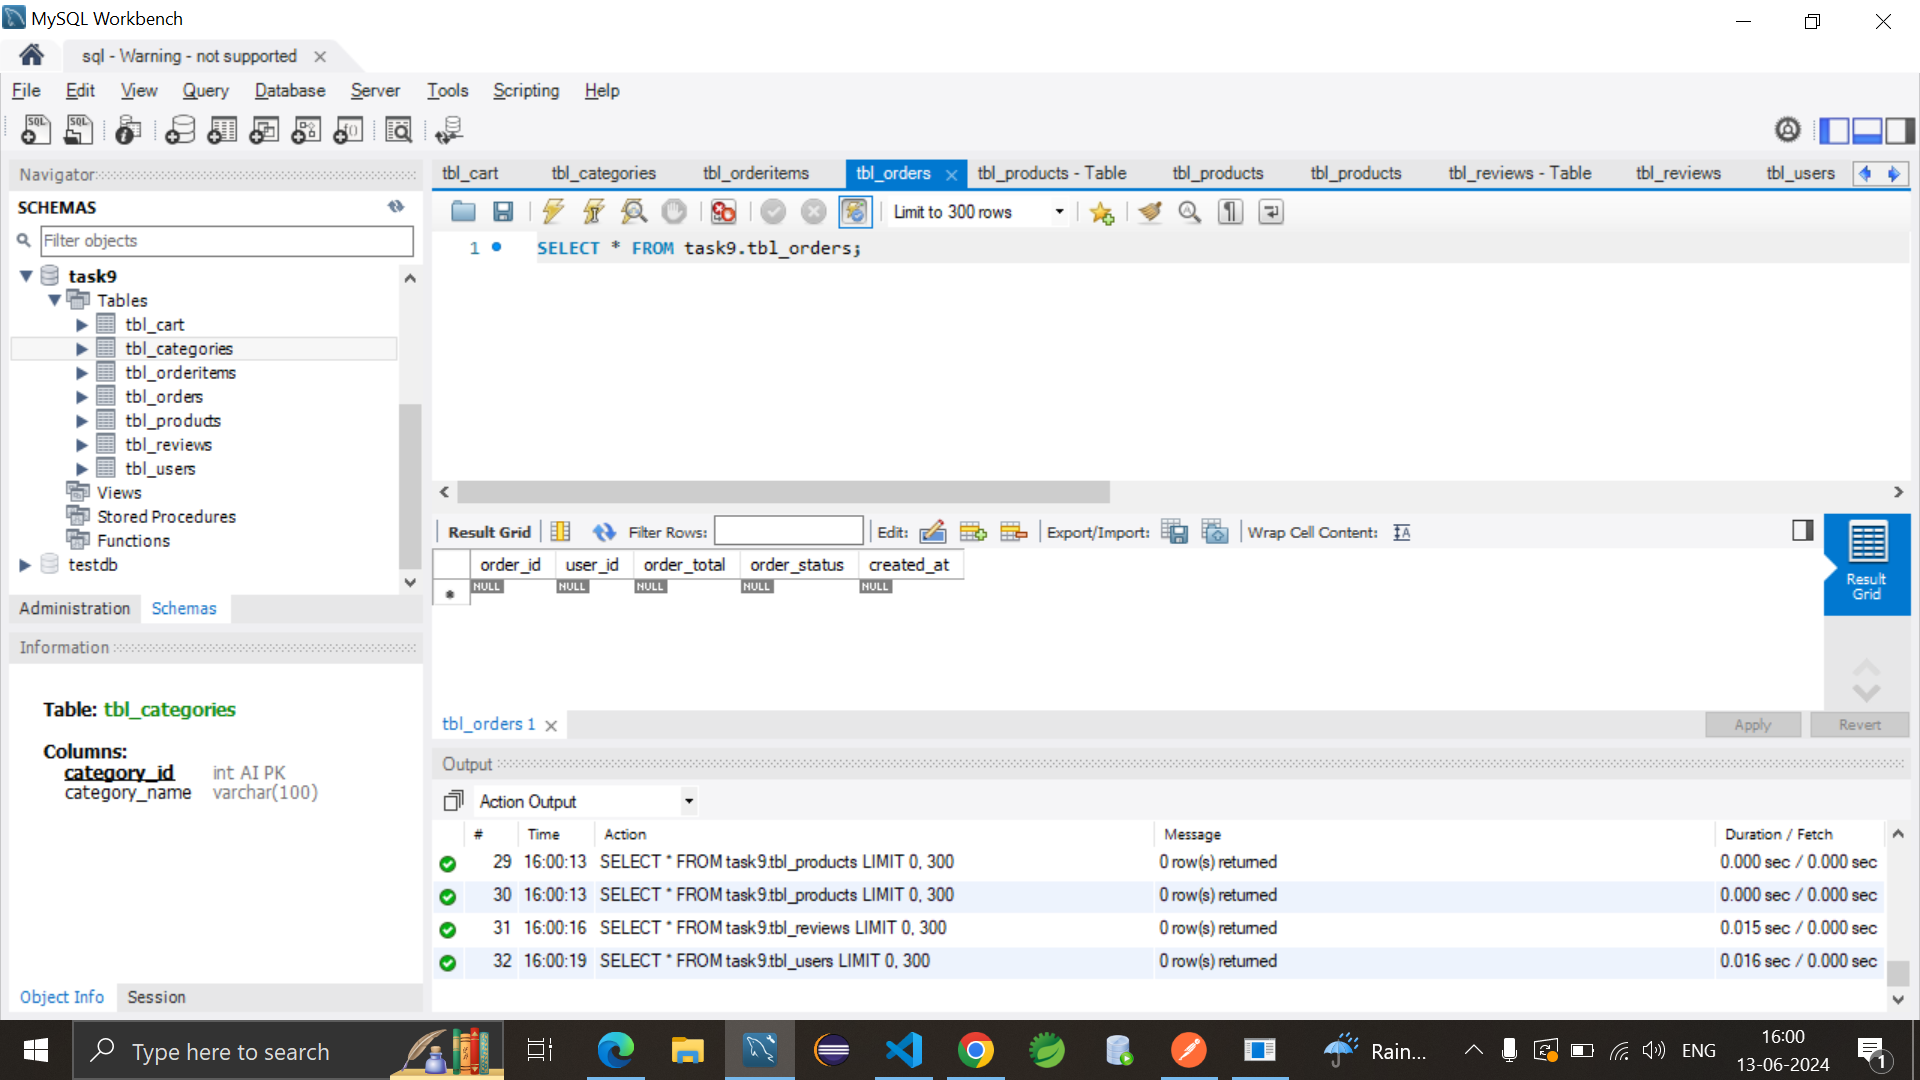 MySQL Workbench
sql - Warning - not supported
File Edit View Query Database Server Tools Scripting Help
Navigator
SCHEMAS
Filter objects
task9
Tables
tbl_cart
tbl_categories
tbl_orderitems
tbl_orders
tbl_products
tbl_reviews
tbl_users
Views
Stored Procedures
Functions
testdb
Administration Schemas
Information
Table: tbl_categories
Columns:
category_id int AI PK
category_name varchar(100)
Object Info Session
tbl_cart tbl_categories tbl_orderitems tbl_orders tbl_products - Table tbl_products tbl_products tbl_reviews - Table tbl_reviews tbl_users
Limit to 300 rows
1 SELECT * FROM task9.tbl_orders;
Result Grid Filter Rows: Edit: Export/Import: Wrap Cell Content:
order_id user_id order_total order_status created_at
NULL NULL NULL NULL NULL
Result
Grid
tbl_orders 1 Apply Revert
Output
Action Output
# Time Action Message Duration / Fetch
29 16:00:13 SELECT * FROM task9.tbl_products LIMIT 0, 300 0 row(s) returned 0.000 sec / 0.000 sec
30 16:00:13 SELECT * FROM task9.tbl_products LIMIT 0, 300 0 row(s) returned 0.000 sec / 0.000 sec
31 16:00:16 SELECT * FROM task9.tbl_reviews LIMIT 0, 300 0 row(s) returned 0.015 sec / 0.000 sec
32 16:00:19 SELECT * FROM task9.tbl_users LIMIT 0, 300 0 row(s) returned 0.016 sec / 0.000 sec
Type here to search
Rain...
ENG
16:00
13-06-2024
1